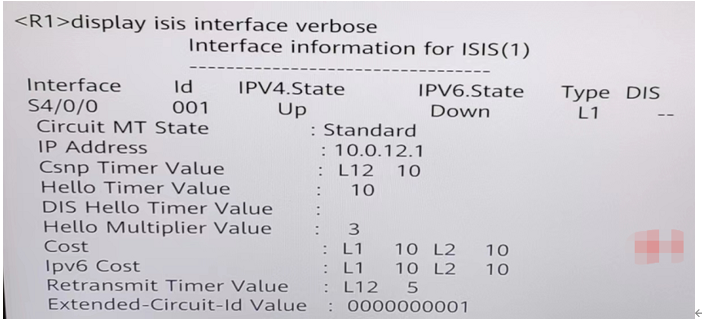 <R1>display isis interface verbose
Interface information for ISIS(1)
---------------------------------
Interface Id IPV4.State IPV6.State Type DIS
S4/0/0 001 Up Down L1 --
Circuit MT State : Standard
IP Address : 10.0.12.1
Csnp Timer Value : L12 10
Hello Timer Value : 10
DIS Hello Timer Value :
Hello Multiplier Value : 3
Cost : L1 10 L2 10
Ipv6 Cost : L1 10 L2 10
Retransmit Timer Value : L12 5
Extended-Circuit-Id Value : 0000000001